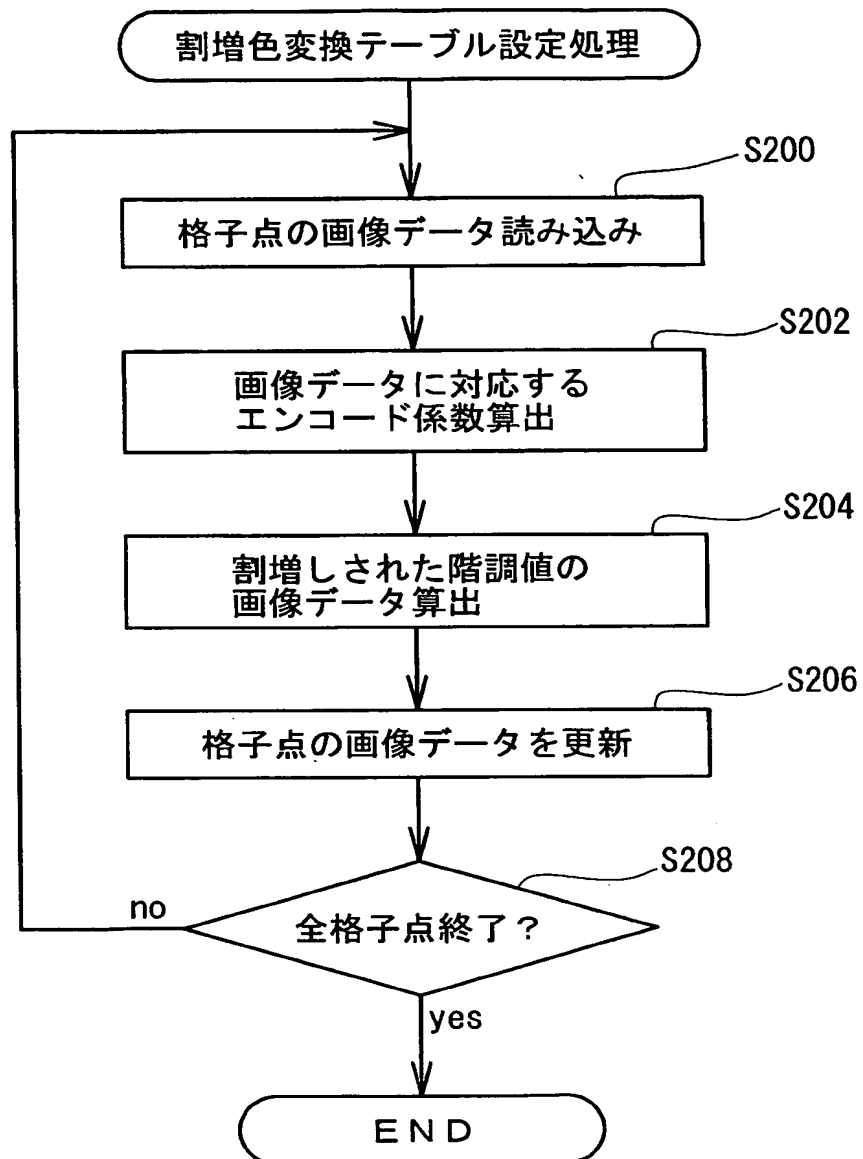 割増色変換テーブル設定処理
S200
格子点の画像データ読み込み
S202
画像データに対応する
エンコード係数算出
S204
割増しされた階調値の
画像データ算出
S206
格子点の画像データを更新
S208
no
全格子点終了？
yes
ＥＮＤ